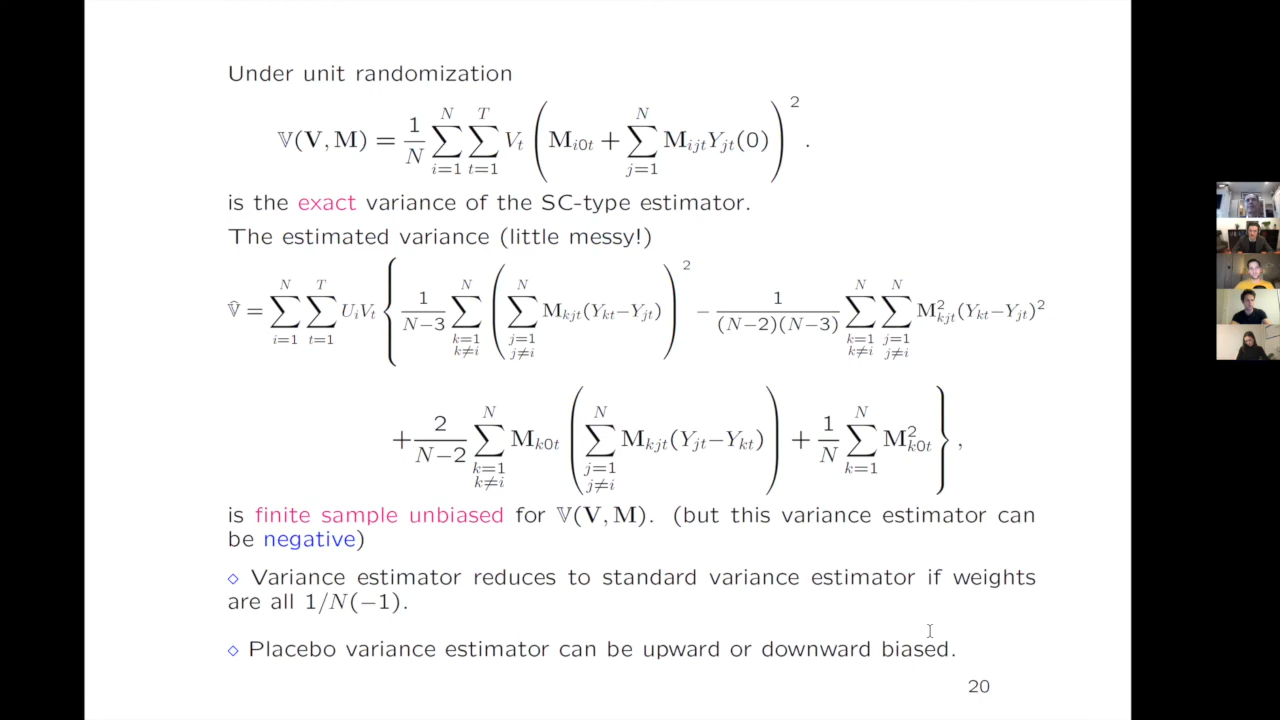 Under unit randomization
𝕍(V, M) = 1/N ∑_{i=1}^{N} ∑_{t=1}^{T} V_t ( M_{i0t} + ∑_{j=1}^{N} M_{ijt}Y_{jt}(0) )^2 .
is the exact variance of the SC-type estimator.
The estimated variance (little messy!)
𝕍̂ = ∑_{i=1}^{N} ∑_{t=1}^{T} U_iV_t { 1/(N−3) ∑_{k=1, k≠i}^{N} ( ∑_{j=1, j≠i}^{N} M_{kjt}(Y_{kt}−Y_{jt}) )^2 − 1/((N−2)(N−3)) ∑_{k=1, k≠i}^{N} ∑_{j=1, j≠i}^{N} M_{kjt}^2(Y_{kt}−Y_{jt})^2
+ 2/(N−2) ∑_{k=1, k≠i}^{N} M_{k0t} ( ∑_{j=1, j≠i}^{N} M_{kjt}(Y_{jt}−Y_{kt}) ) + 1/N ∑_{k=1}^{N} M_{k0t}^2 } ,
is finite sample unbiased for 𝕍(V, M). (but this variance estimator can
be negative)
⋄ Variance estimator reduces to standard variance estimator if weights
are all 1/N(−1).
⋄ Placebo variance estimator can be upward or downward biased.
20